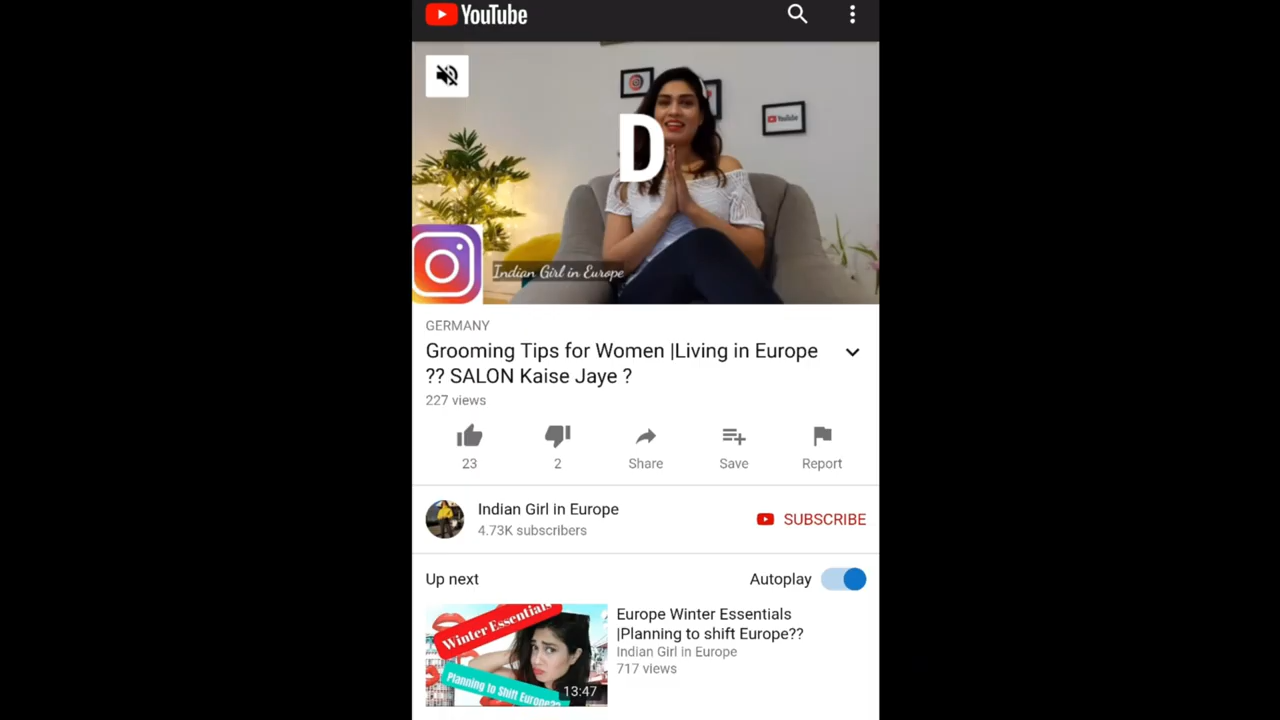 YouTube
D
YouTube
Indian Girl in Europe
GERMANY
Grooming Tips for Women |Living in Europe
?? SALON Kaise Jaye ?
227 views
23
2
Share
Save
Report
Indian Girl in Europe
4.73K subscribers
SUBSCRIBE
Up next
Autoplay
Winter Essentials
Planning to Shift Europe??
13:47
Europe Winter Essentials
|Planning to shift Europe??
Indian Girl in Europe
717 views